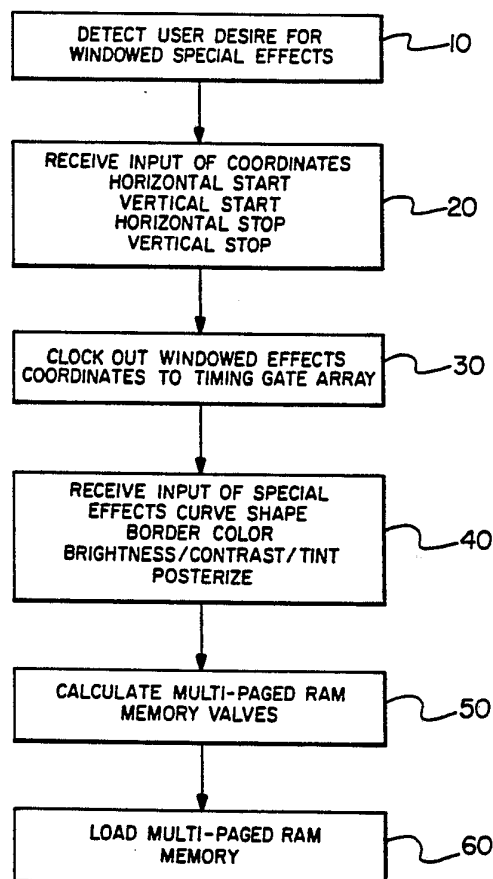 DETECT USER DESIRE FOR
WINDOWED SPECIAL EFFECTS
10
RECEIVE INPUT OF COORDINATES
HORIZONTAL START
VERTICAL START
HORIZONTAL STOP
VERTICAL STOP
20
CLOCK OUT WINDOWED EFFECTS
COORDINATES TO TIMING GATE ARRAY
30
RECEIVE INPUT OF SPECIAL
EFFECTS CURVE SHAPE
BORDER COLOR
BRIGHTNESS/CONTRAST/TINT
POSTERIZE
40
CALCULATE MULTI-PAGED RAM
MEMORY VALVES
50
LOAD MULTI-PAGED RAM
MEMORY
60